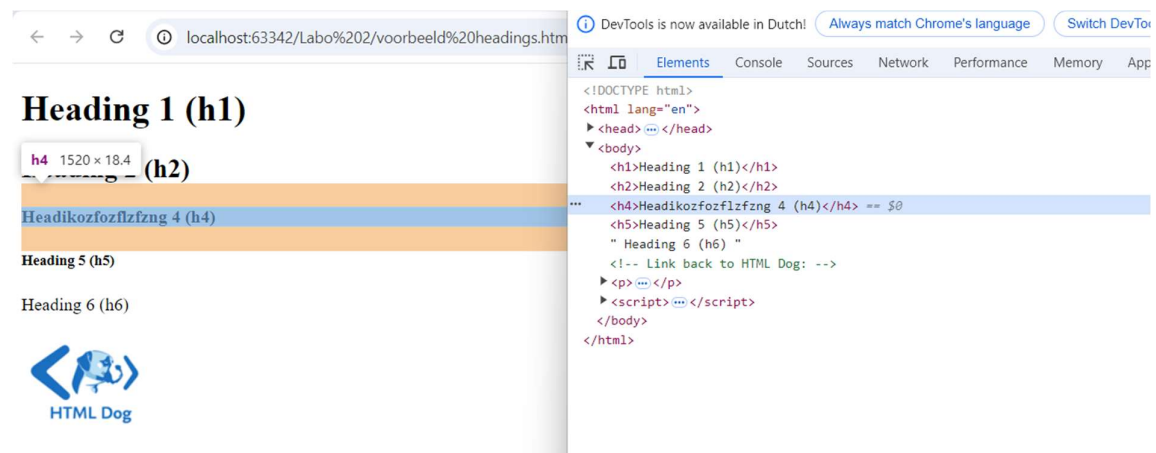 localhost:63342/Labo%202/voorbeeld%20headings.htm
Heading 1 (h1)
h4 1520 × 18.4
(h2)
Headikozfozflzfzng 4 (h4)
Heading 5 (h5)
Heading 6 (h6)
HTML Dog
DevTools is now available in Dutch! Always match Chrome's language Switch DevToo
Elements Console Sources Network Performance Memory App
<!DOCTYPE html>
<html lang="en">
<head> ⋯ </head>
<body>
<h1>Heading 1 (h1)</h1>
<h2>Heading 2 (h2)</h2>
<h4>Headikozfozflzfzng 4 (h4)</h4> == $0
<h5>Heading 5 (h5)</h5>
" Heading 6 (h6) "
<!-- Link back to HTML Dog: -->
<p> ⋯ </p>
<script> ⋯ </script>
</body>
</html>